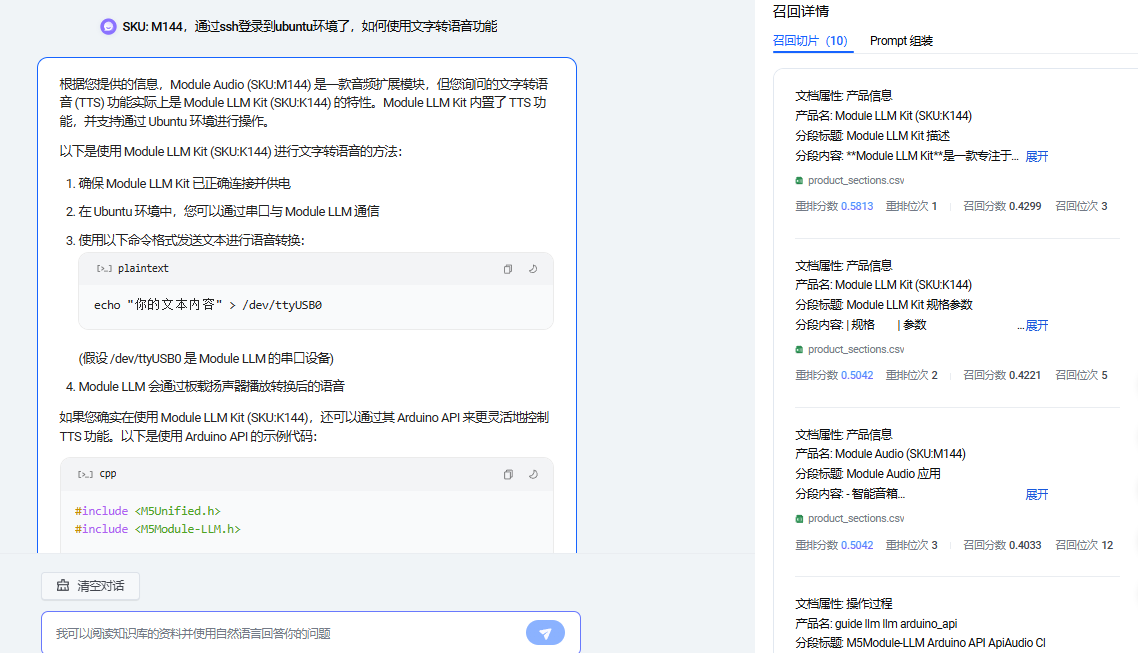 SKU: M144，通过ssh登录到ubuntu环境了，如何使用文字转语音功能
根据您提供的信息，Module Audio (SKU:M144) 是一款音频扩展模块，但您询问的文字转语
音 (TTS) 功能实际上是 Module LLM Kit (SKU:K144) 的特性。Module LLM Kit 内置了 TTS 功
能，并支持通过 Ubuntu 环境进行操作。
以下是使用 Module LLM Kit (SKU:K144) 进行文字转语音的方法：
1. 确保 Module LLM Kit 已正确连接并供电
2. 在 Ubuntu 环境中，您可以通过串口与 Module LLM 通信
3. 使用以下命令格式发送文本进行语音转换：
plaintext
echo "你的文本内容" > /dev/ttyUSB0
(假设 /dev/ttyUSB0 是 Module LLM 的串口设备)
4. Module LLM 会通过板载扬声器播放转换后的语音
如果您确实在使用 Module LLM Kit (SKU:K144)，还可以通过其 Arduino API 来更灵活地控制
TTS 功能。以下是使用 Arduino API 的示例代码：
cpp
#include <M5Unified.h>
#include <M5Module-LLM.h>
清空对话
我可以阅读知识库的资料并使用自然语言回答你的问题
召回详情
召回切片（10） Prompt 组装
文档属性: 产品信息
产品名: Module LLM Kit (SKU:K144)
分段标题: Module LLM Kit 描述
分段内容: **Module LLM Kit**是一款专注于... 展开
product_sections.csv
重排分数 0.5813 重排位次 1 召回分数 0.4299 召回位次 3
文档属性: 产品信息
产品名: Module LLM Kit (SKU:K144)
分段标题: Module LLM Kit 规格参数
分段内容: | 规格 | 参数 ...展开
product_sections.csv
重排分数 0.5042 重排位次 2 召回分数 0.4221 召回位次 5
文档属性: 产品信息
产品名: Module Audio (SKU:M144)
分段标题: Module Audio 应用
分段内容: - 智能音箱... 展开
product_sections.csv
重排分数 0.5042 重排位次 3 召回分数 0.4033 召回位次 12
文档属性: 操作过程
产品名: guide llm llm arduino_api
分段标题: M5Module-LLM Arduino API ApiAudio Cl